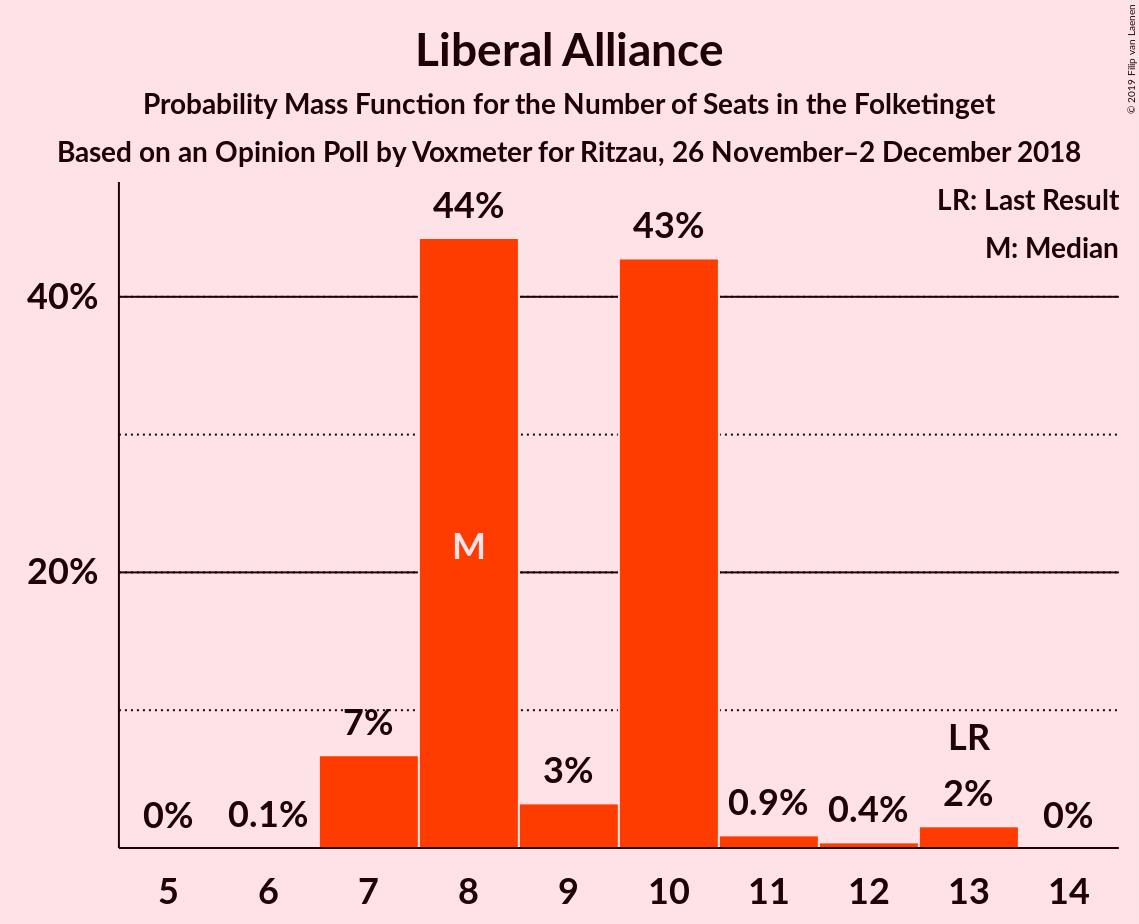 Liberal Alliance
Probability Mass Function for the Number of Seats in the Folketinget
Based on an Opinion Poll by Voxmeter for Ritzau, 26 November–2 December 2018
© 2019 Filip van Laenen
LR: Last Result
M: Median
40%
20%
0%
0.1%
7%
44%
M
3%
43%
0.9%
0.4%
LR
2%
0%
5 6 7 8 9 10 11 12 13 14